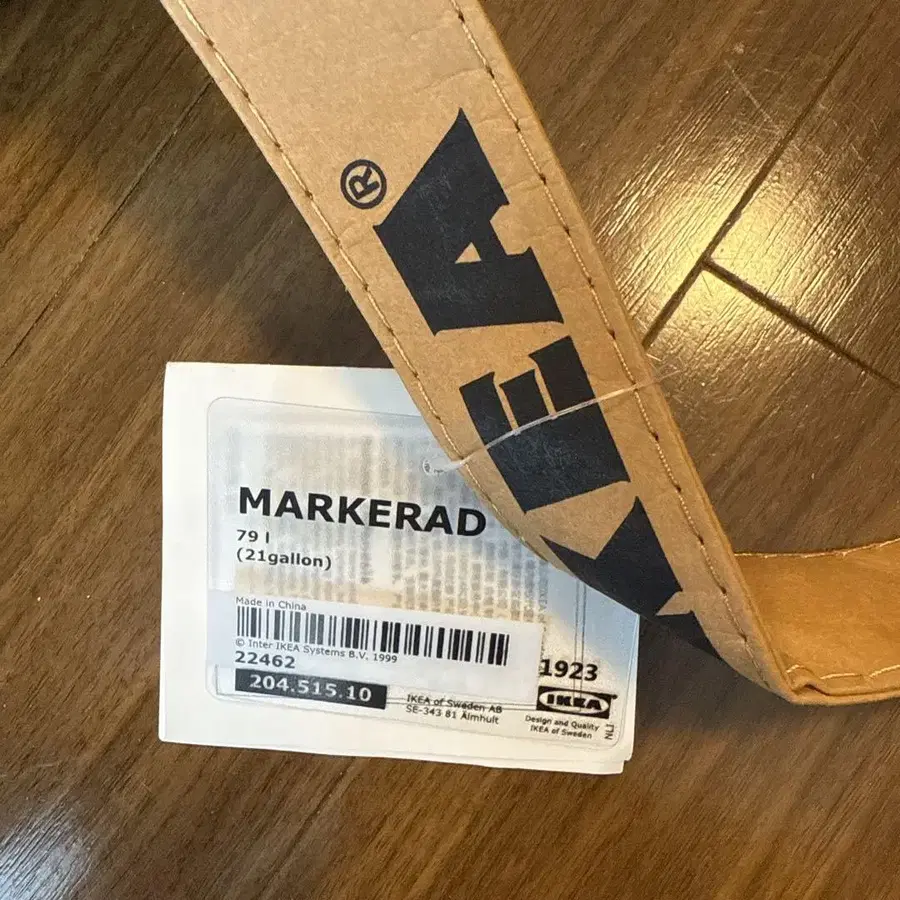 IKEA®
MARKERAD
79 l
(21gallon)
Made in China
© Inter IKEA Systems B.V. 1999
22462
204.515.10
IKEA of Sweden AB
SE-343 81 Älmhult
1923
IKEA
Design and Quality
IKEA of Sweden